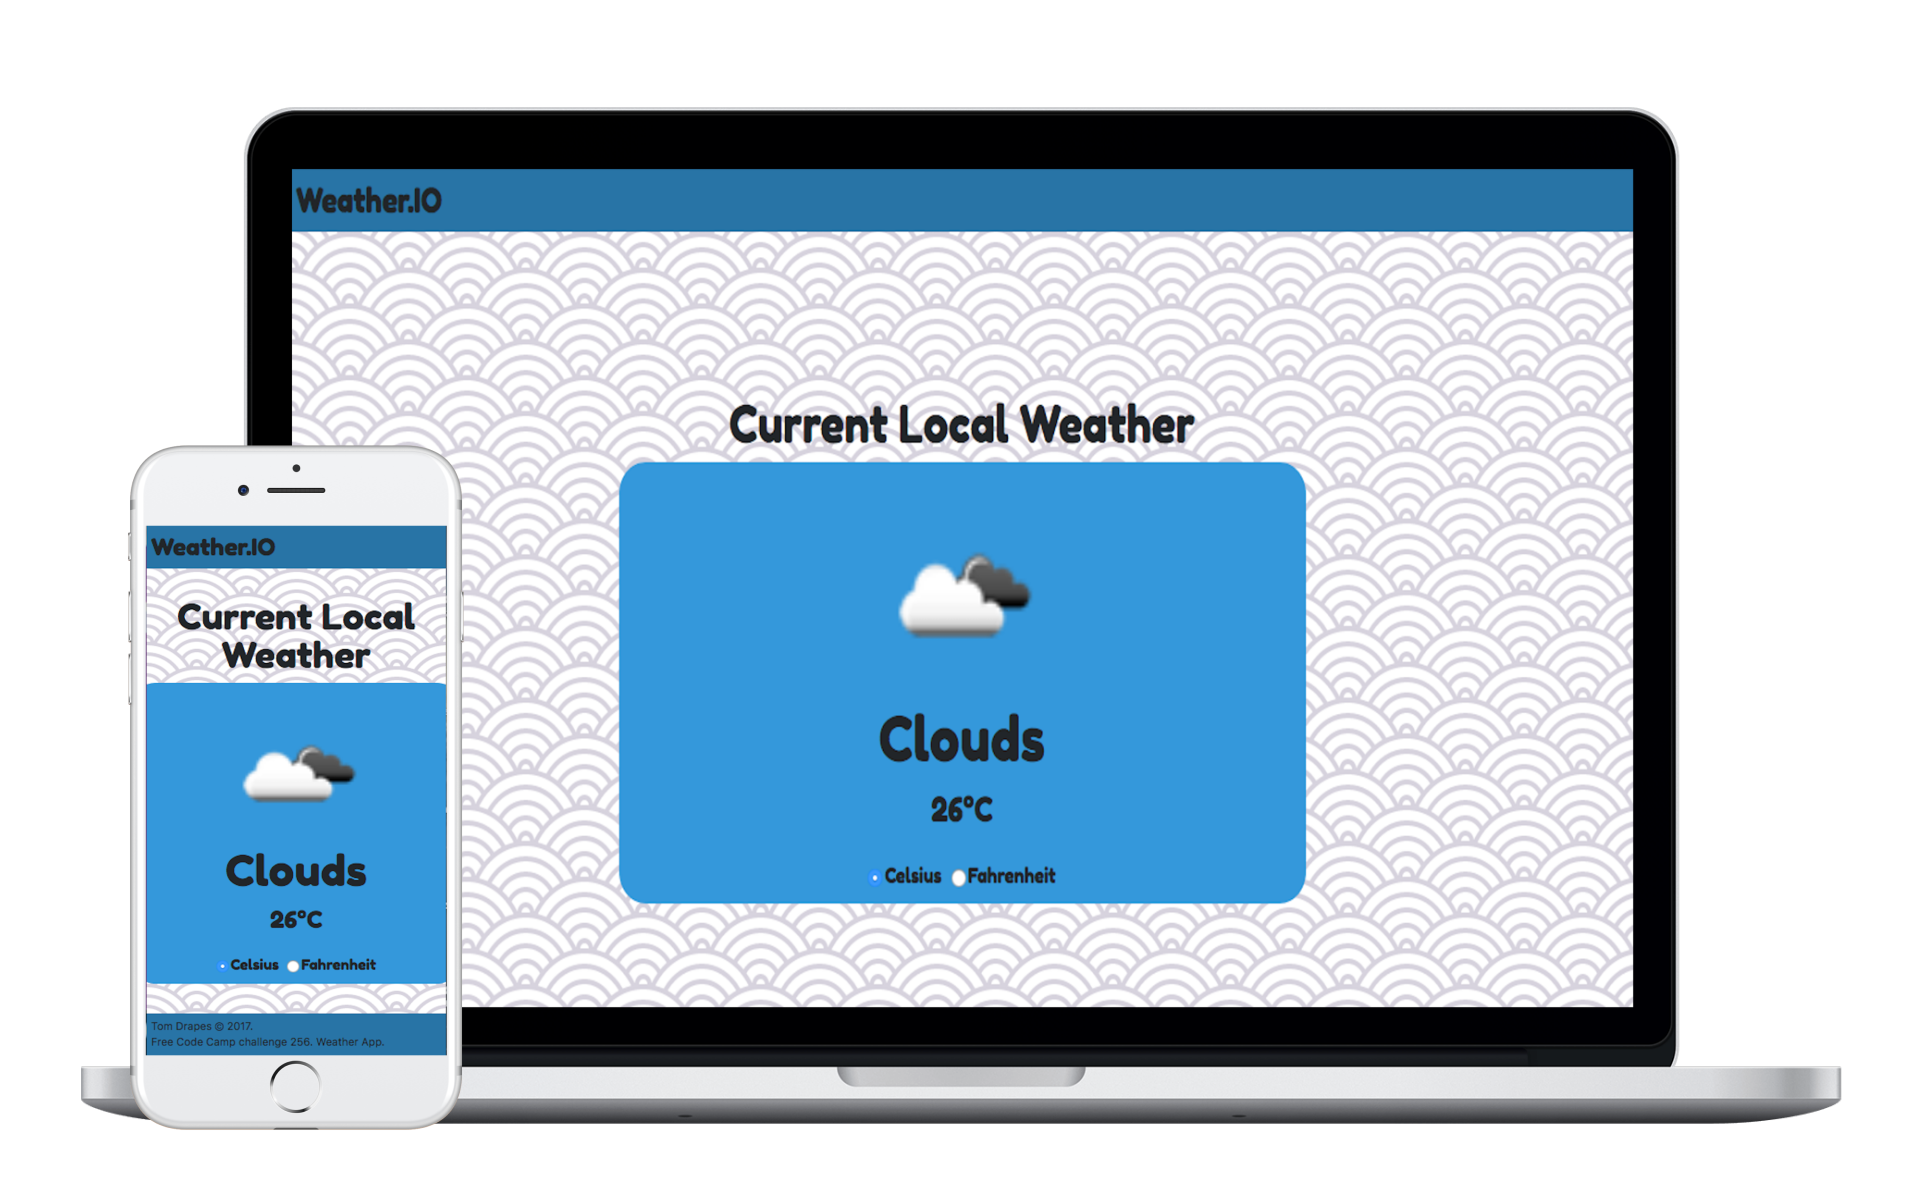 Weather.IO
Current Local Weather
Clouds
26°C
Celsius Fahrenheit
Weather.IO
Current Local
Weather
Clouds
26°C
Celsius Fahrenheit
Tom Drapes © 2017.
Free Code Camp challenge 256. Weather App.